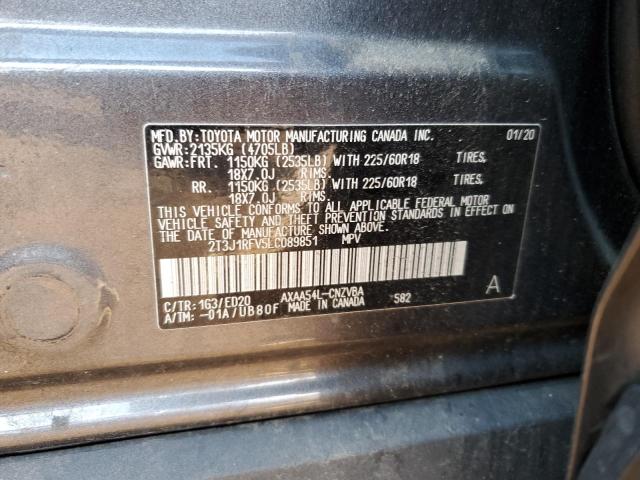 MFD.BY:TOYOTA MOTOR MANUFACTURING CANADA INC. 01/20
GVWR:2135KG (4705LB)
GAWR:FRT. 1150KG (2535LB) WITH 225/60R18 TIRES,
18X7.0J RIMS.
RR. 1150KG (2535LB) WITH 225/60R18 TIRES,
18X7.0J RIMS.
THIS VEHICLE CONFORMS TO ALL APPLICABLE FEDERAL MOTOR
VEHICLE SAFETY AND THEFT PREVENTION STANDARDS IN EFFECT ON
THE DATE OF MANUFACTURE SHOWN ABOVE.
2T3J1RFV5LC089851 MPV
C/TR:1G3/ED20 AXAA54L-CNZVBA 582 A
A/TM:-01A/UB80F MADE IN CANADA